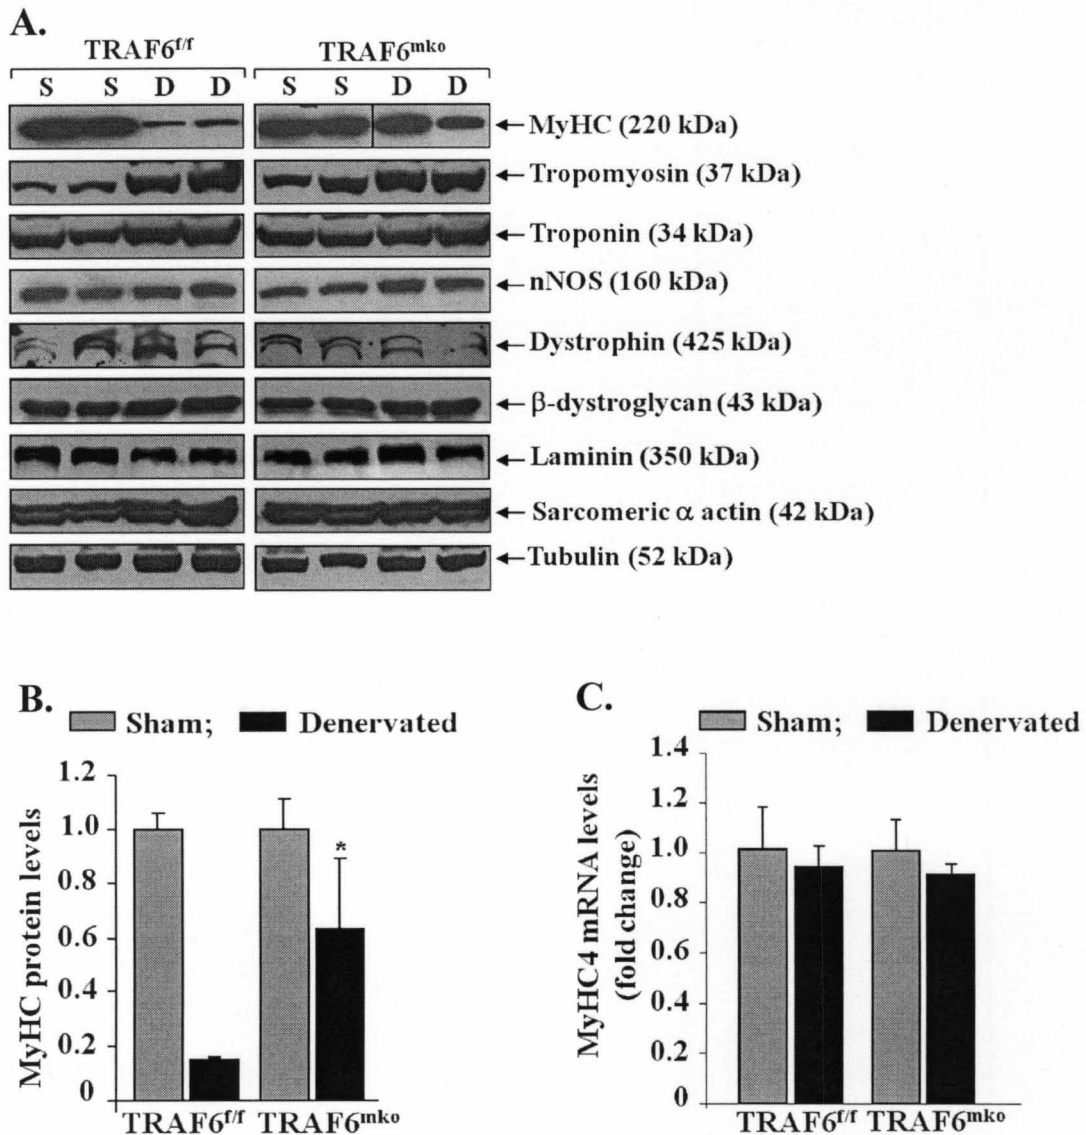 A.
TRAF6f/f TRAF6mko
S S D D S S D D
MyHC (220 kDa)
Tropomyosin (37 kDa)
Troponin (34 kDa)
nNOS (160 kDa)
Dystrophin (425 kDa)
β-dystroglycan (43 kDa)
Laminin (350 kDa)
Sarcomeric α actin (42 kDa)
Tubulin (52 kDa)
B.
Sham; Denervated
MyHC protein levels
1.2
1.0
0.8
0.6
0.4
0.2
0
*
TRAF6f/f TRAF6mko
C.
Sham; Denervated
MyHC4 mRNA levels
(fold change)
1.4
1.2
1.0
0.8
0.6
0.4
0.2
0
TRAF6f/f TRAF6mko